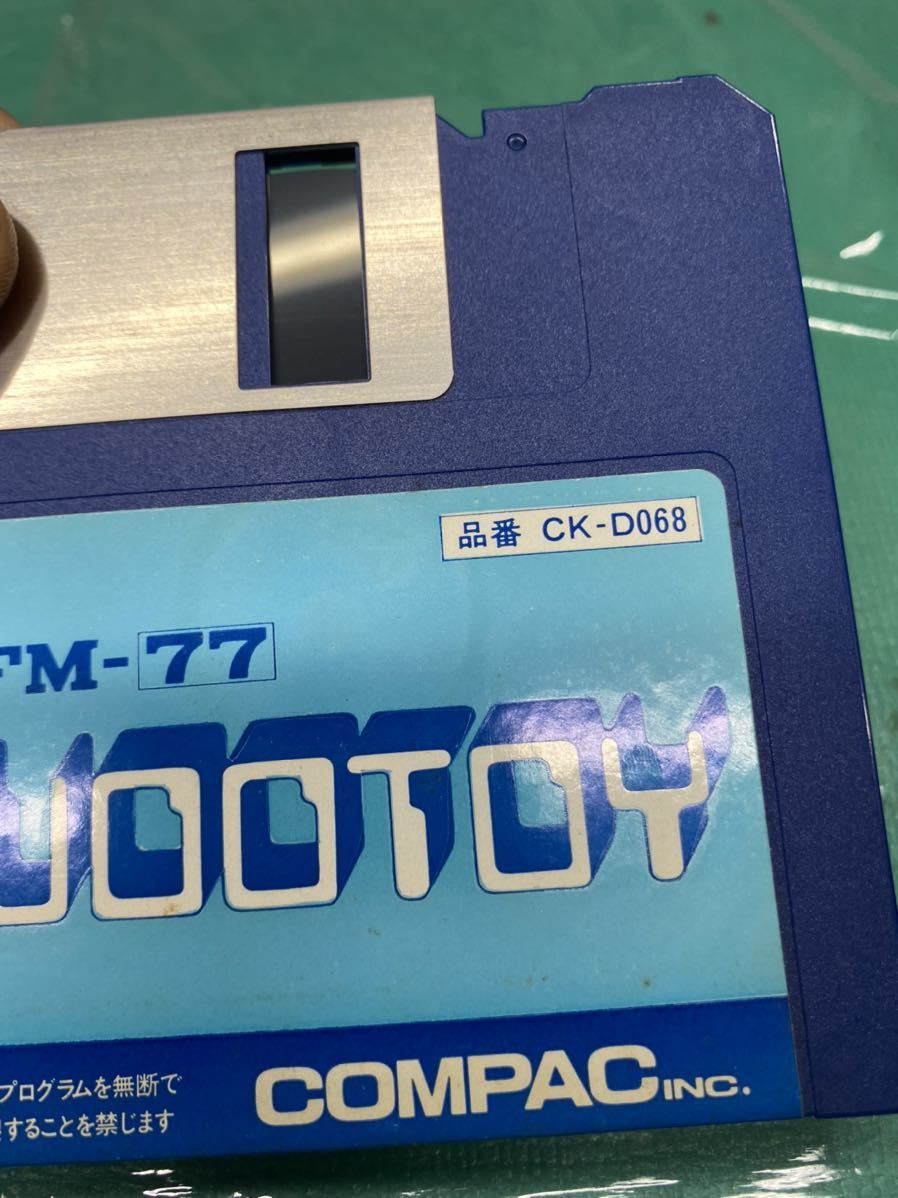 品番 CK-D068
FM-77
UOOTOY
COMPAC INC.
プログラムを無断で
することを禁じます